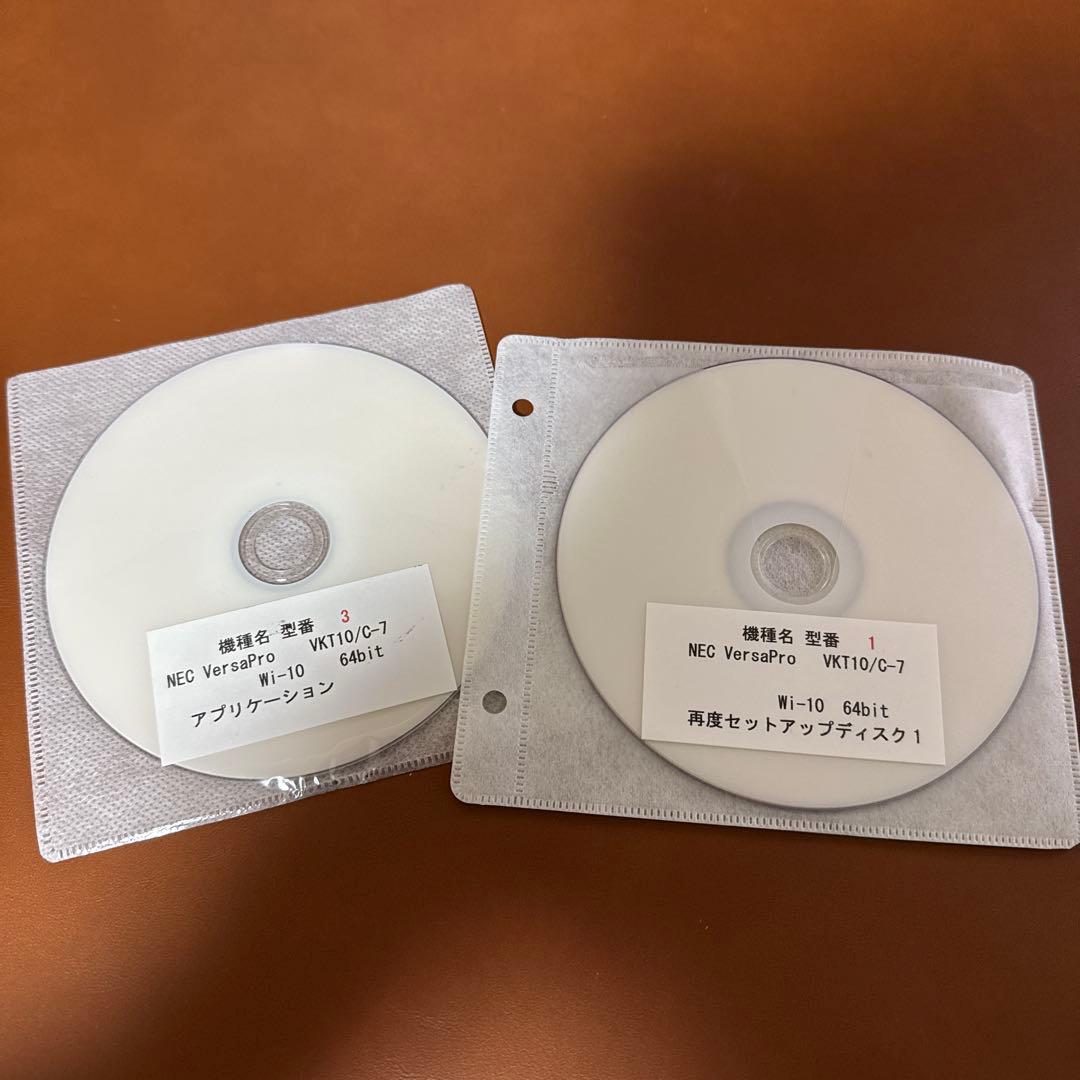 機種名 型番 3
NEC VersaPro VKT10/C-7
Wi-10 64bit
アプリケーション
機種名 型番 1
NEC VersaPro VKT10/C-7
Wi-10 64bit
再度セットアップディスク1